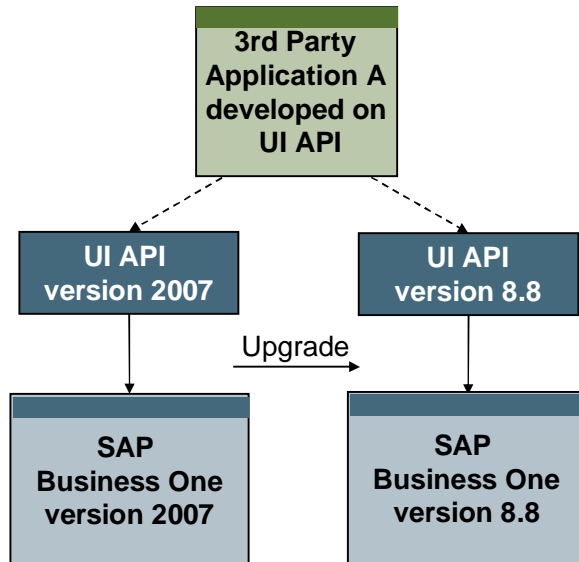 3rd Party
Application A
developed on
UI API
UI API
version 2007
UI API
version 8.8
Upgrade
SAP
Business One
version 2007
SAP
Business One
version 8.8